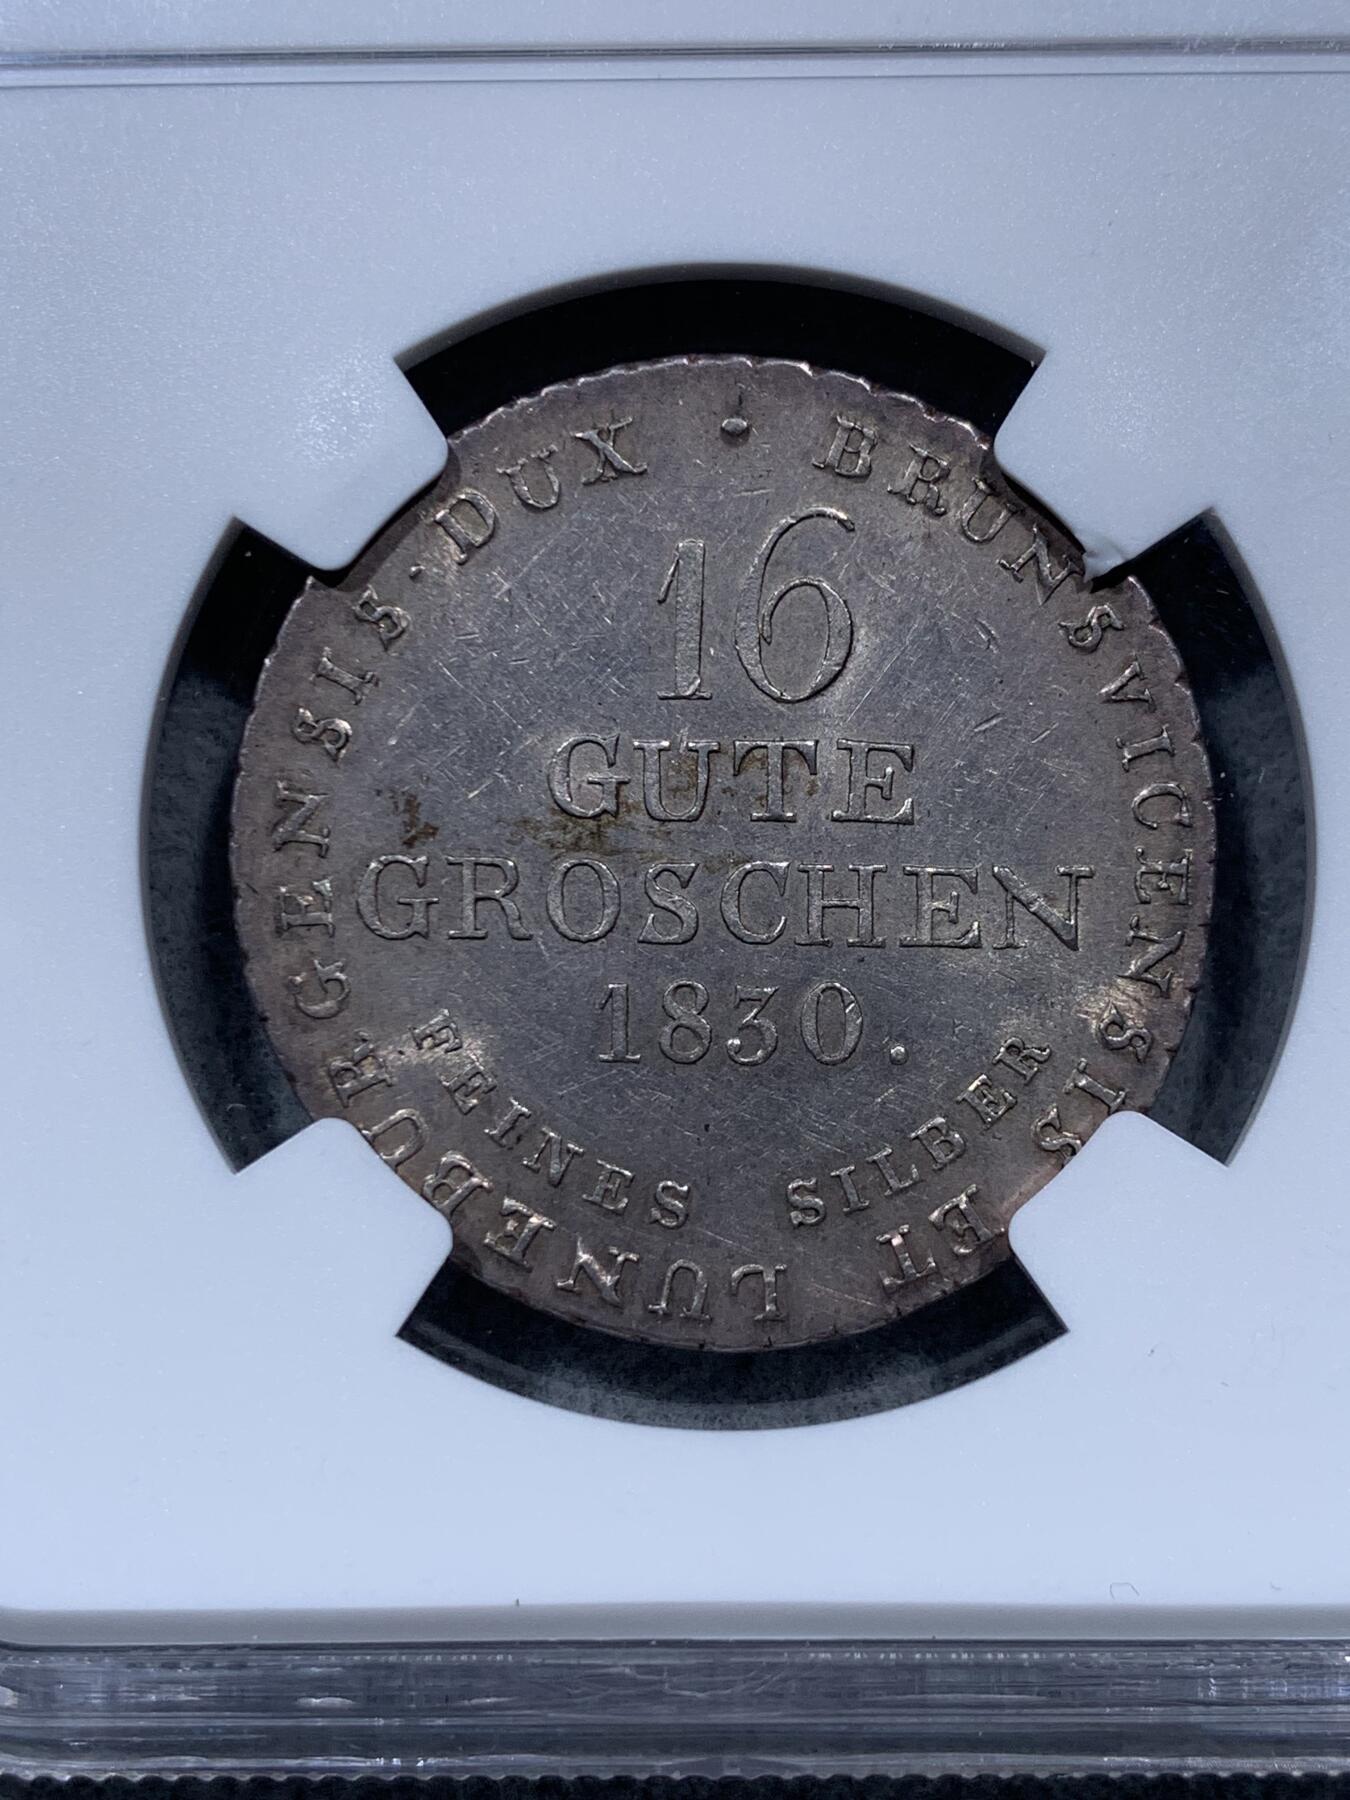 · BRUNSVICENSIS ET LUNEBURGENSIS · DUX
16
GUTE
GROSCHEN
1830.
FEINES SILBER